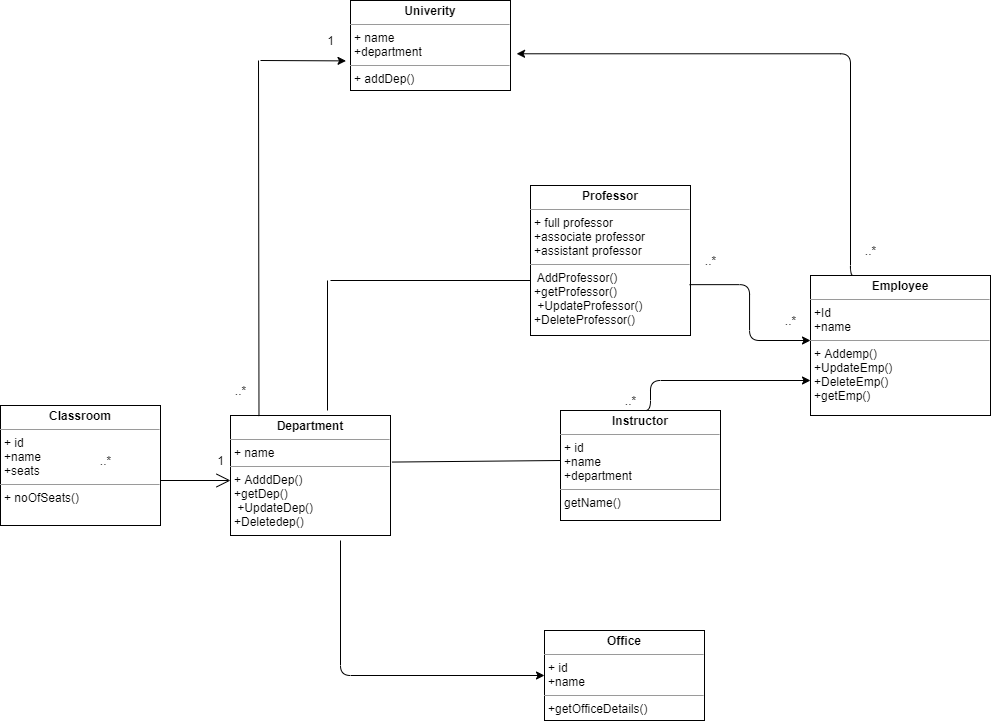 Univerity
+ name
+department
+ addDep()
1
Professor
+ full professor
+associate professor
+assistant professor
AddProfessor()
+getProfessor()
+UpdateProfessor()
+DeleteProfessor()
..*
..*
..*
Employee
+Id
+name
+ Addemp()
+UpdateEmp()
+DeleteEmp()
+getEmp()
..*
..*
Classroom
+ id
+name
+seats
..*
+ noOfSeats()
1
Department
+ name
+ AdddDep()
+getDep()
+UpdateDep()
+Deletedep()
Instructor
+ id
+name
+department
getName()
Office
+ id
+name
+getOfficeDetails()